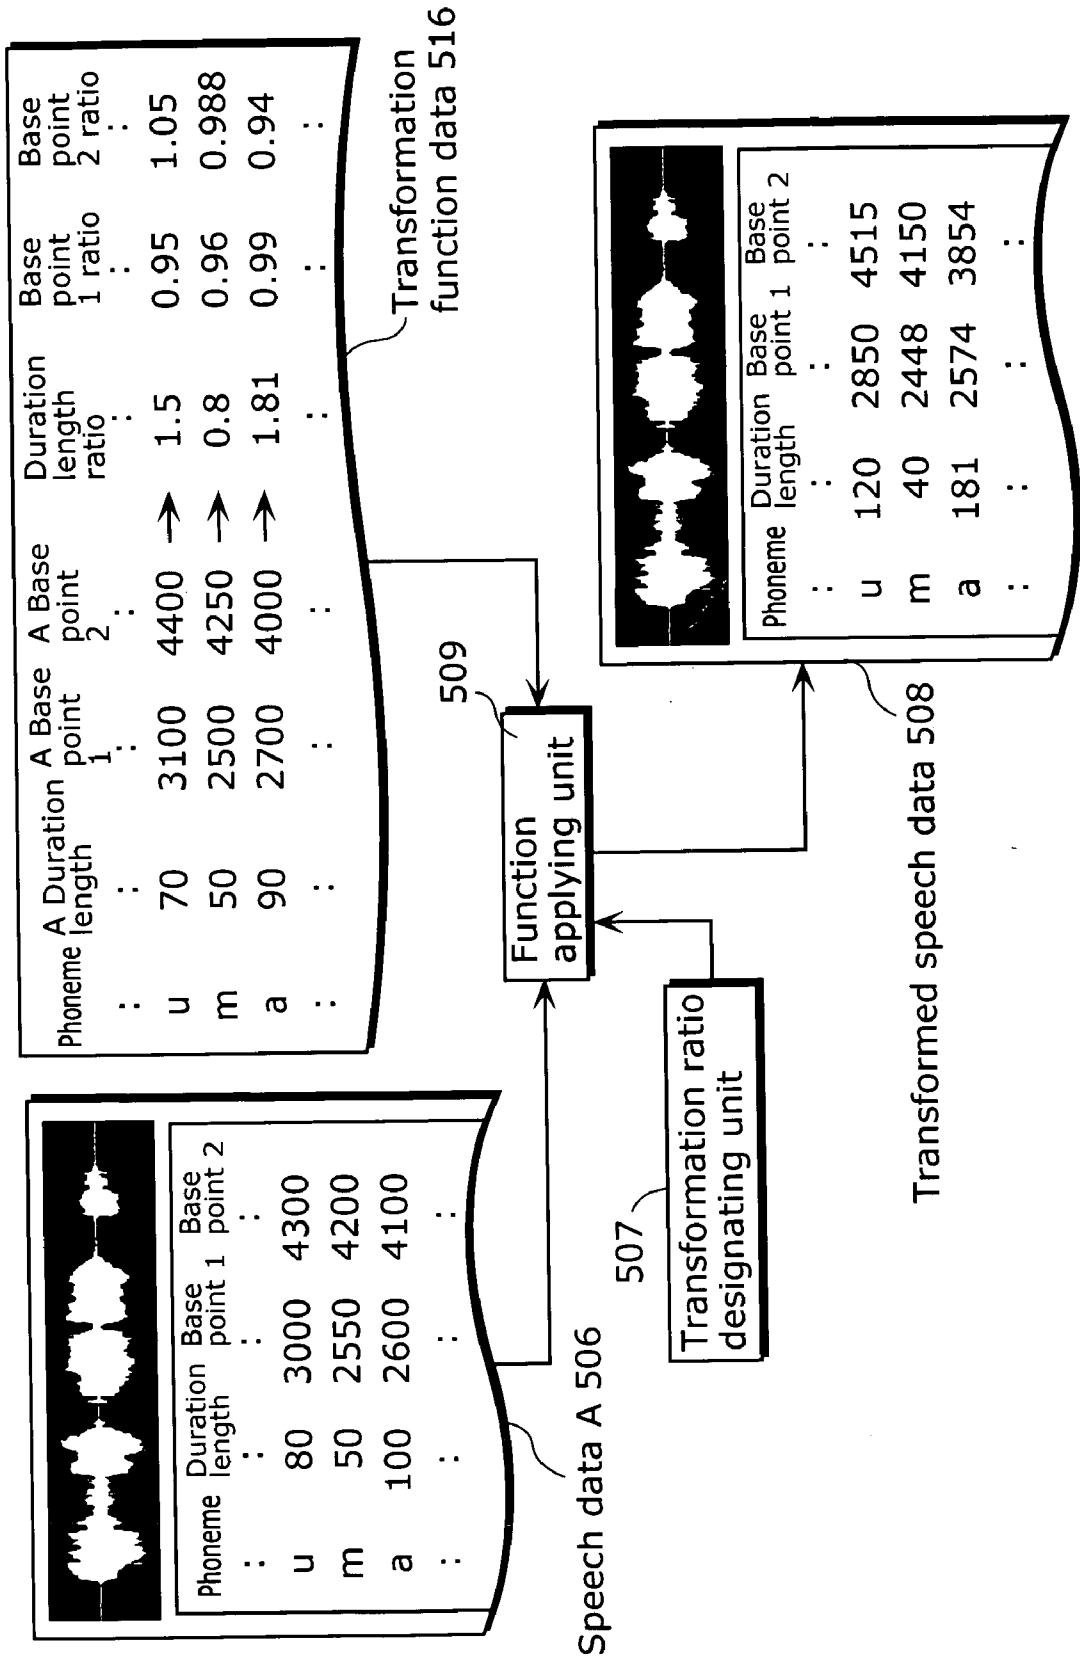 Phoneme A Duration length A Base point 1 A Base point 2 Duration length ratio Base point 1 ratio Base point 2 ratio
: : : : : : :
u 70 3100 4400 → 1.5 0.95 1.05
m 50 2500 4250 → 0.8 0.96 0.988
a 90 2700 4000 → 1.81 0.99 0.94
: : : : : : :
Transformation
function data 516
Phoneme Duration length Base point 1 Base point 2
: : : :
u 80 3000 4300
m 50 2550 4200
a 100 2600 4100
: : : :
Speech data A 506
509
Function
applying unit
507
Transformation ratio
designating unit
Phoneme Duration length Base point 1 Base point 2
: : : :
u 120 2850 4515
m 40 2448 4150
a 181 2574 3854
: : : :
Transformed speech data 508